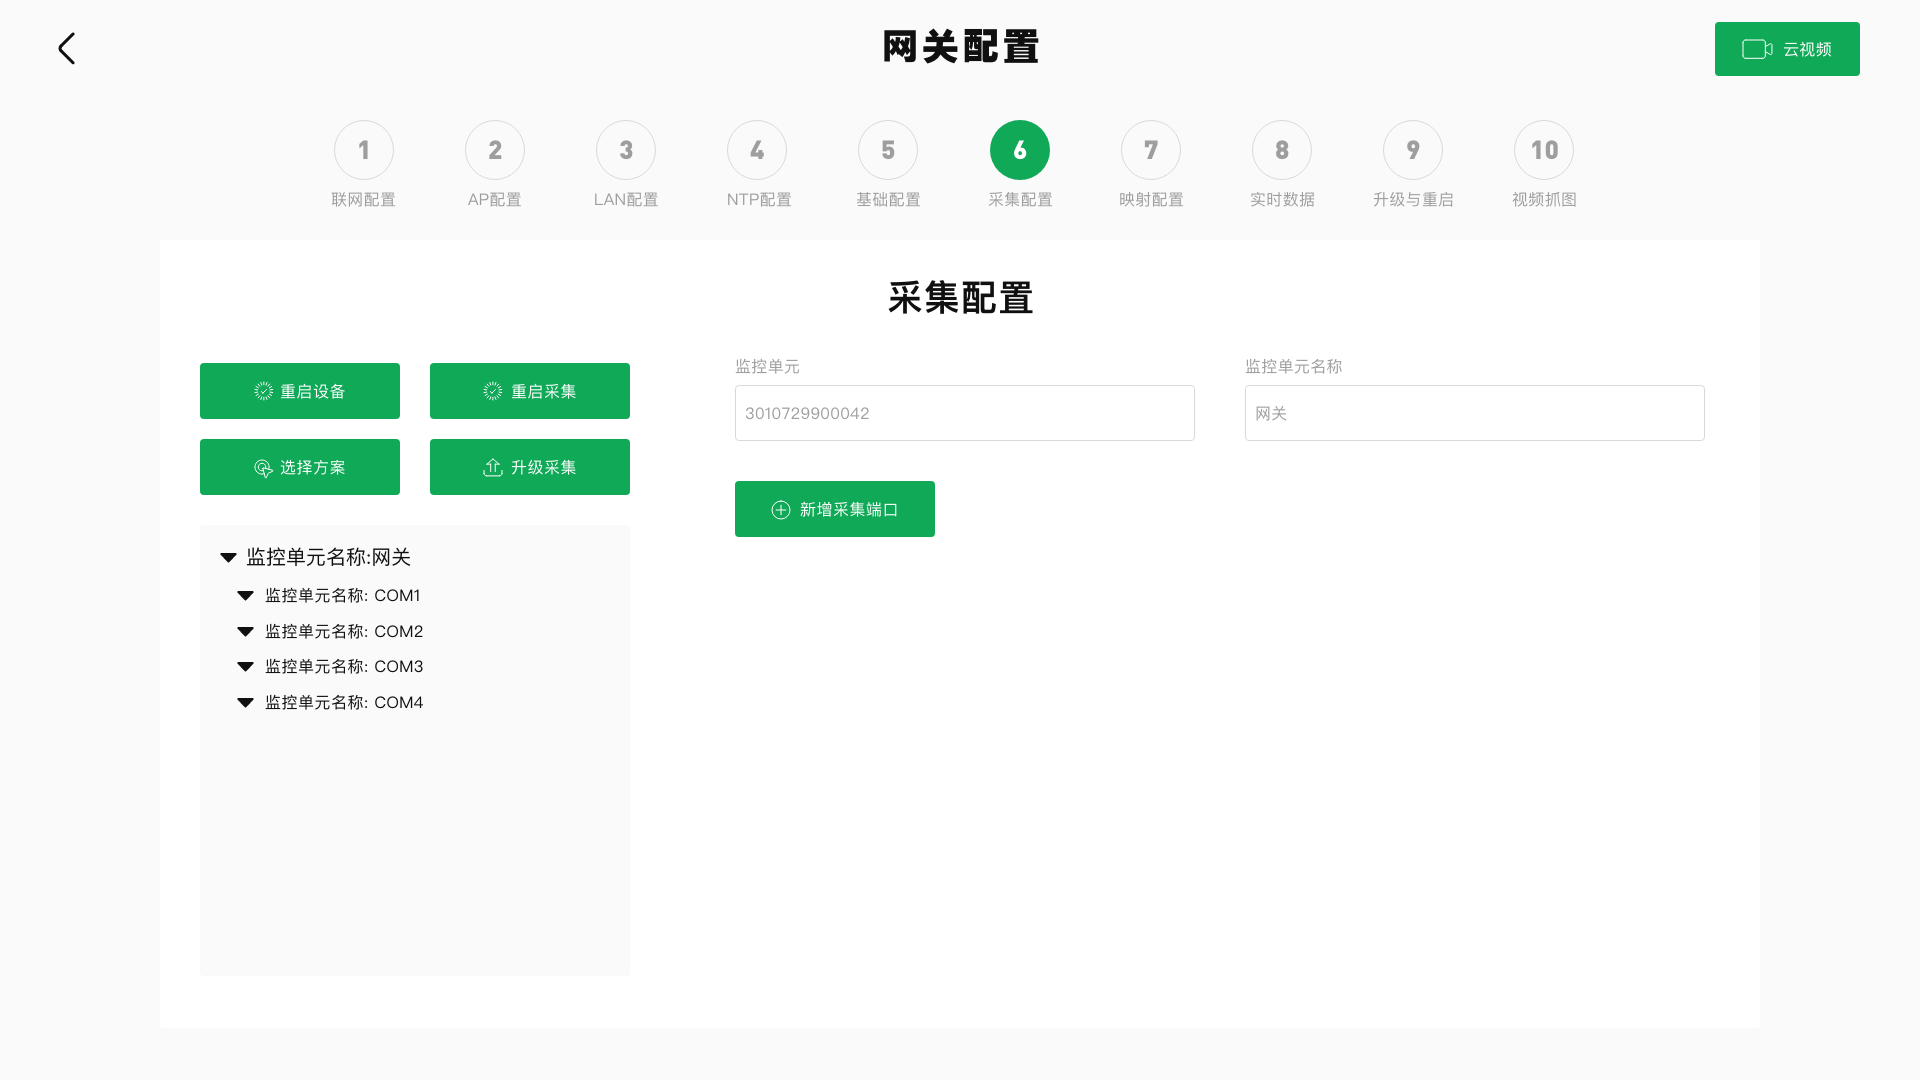 网关配置
云视频
1 2 3 4 5 6 7 8 9 10
联网配置 AP配置 LAN配置 NTP配置 基础配置 采集配置 映射配置 实时数据 升级与重启 视频抓图
采集配置
重启设备 重启采集
选择方案 升级采集
监控单元名称:网关
监控单元名称: COM1
监控单元名称: COM2
监控单元名称: COM3
监控单元名称: COM4
监控单元 监控单元名称
3010729900042 网关
新增采集端口